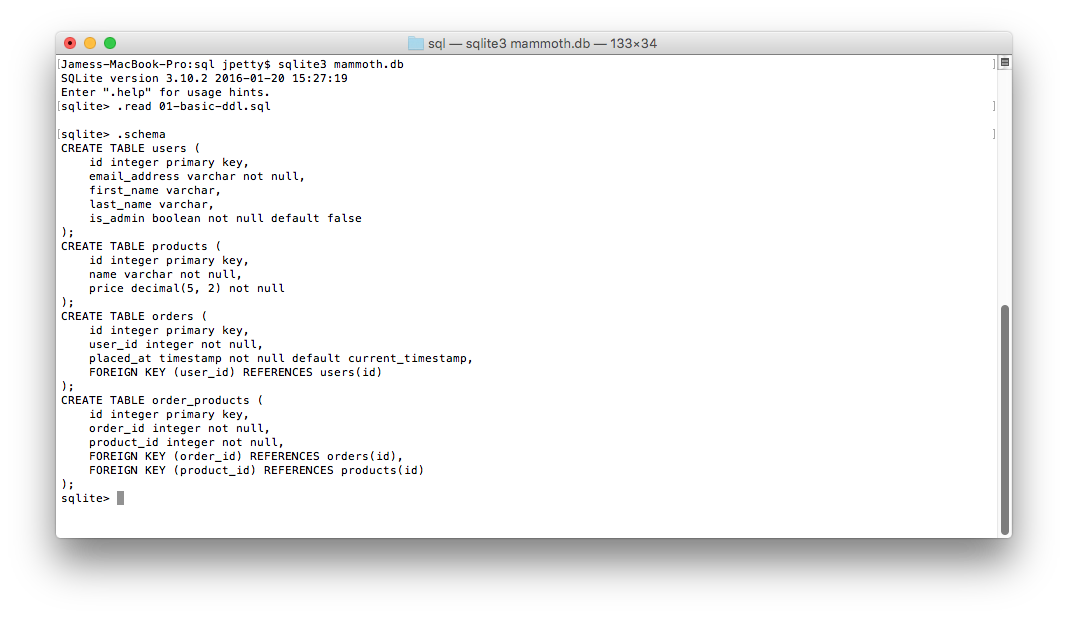 sql — sqlite3 mammoth.db — 133×34
[Jamess-MacBook-Pro:sql jpetty$ sqlite3 mammoth.db ]
SQLite version 3.10.2 2016-01-20 15:27:19
Enter ".help" for usage hints.
[sqlite> .read 01-basic-ddl.sql ]
[sqlite> .schema ]
CREATE TABLE users (
    id integer primary key,
    email_address varchar not null,
    first_name varchar,
    last_name varchar,
    is_admin boolean not null default false
);
CREATE TABLE products (
    id integer primary key,
    name varchar not null,
    price decimal(5, 2) not null
);
CREATE TABLE orders (
    id integer primary key,
    user_id integer not null,
    placed_at timestamp not null default current_timestamp,
    FOREIGN KEY (user_id) REFERENCES users(id)
);
CREATE TABLE order_products (
    id integer primary key,
    order_id integer not null,
    product_id integer not null,
    FOREIGN KEY (order_id) REFERENCES orders(id),
    FOREIGN KEY (product_id) REFERENCES products(id)
);
sqlite>